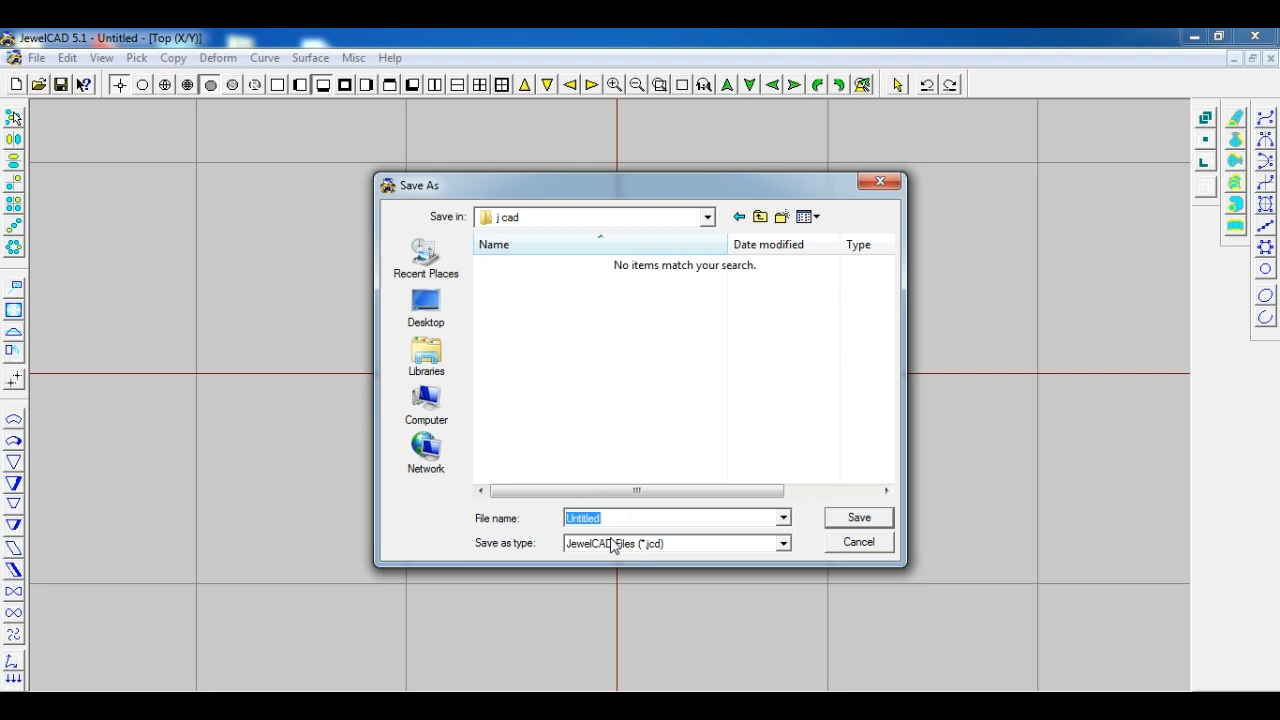 JewelCAD 5.1 - Untitled - [Top (X/Y)]
File Edit View Pick Copy Deform Curve Surface Misc Help
Save As
Save in: j cad
Name Date modified Type
No items match your search.
Recent Places
Desktop
Libraries
Computer
Network
File name: Untitled Save
Save as type: JewelCAD Files (*.jcd) Cancel